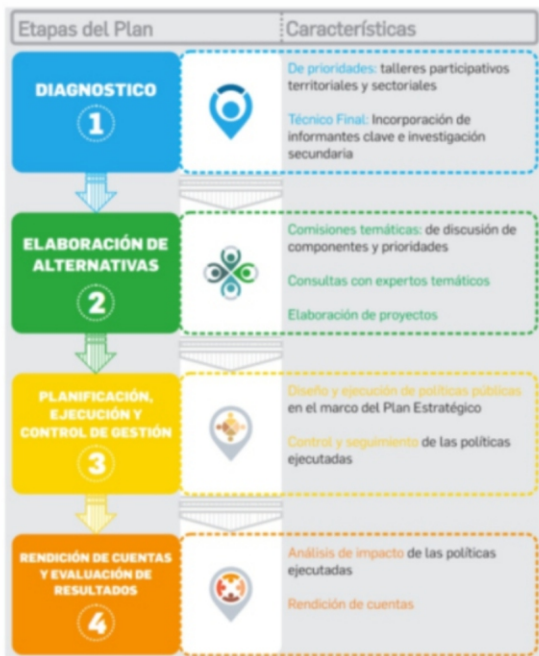 Etapas del Plan
Características
DIAGNOSTICO
1
De prioridades: talleres participativos
territoriales y sectoriales
Técnico Final: Incorporación de
informantes clave e investigación
secundaria
ELABORACIÓN DE
ALTERNATIVAS
2
Comisiones temáticas: de discusión de
componentes y prioridades
Consultas con expertos temáticos
Elaboración de proyectos
PLANIFICACIÓN,
EJECUCIÓN Y
CONTROL DE GESTIÓN
3
Diseño y ejecución de políticas públicas
en el marco del Plan Estratégico
Control y seguimiento de las políticas
ejecutadas
RENDICIÓN DE CUENTAS
Y EVALUACIÓN DE
RESULTADOS
4
Análisis de impacto de las políticas
ejecutadas
Rendición de cuentas